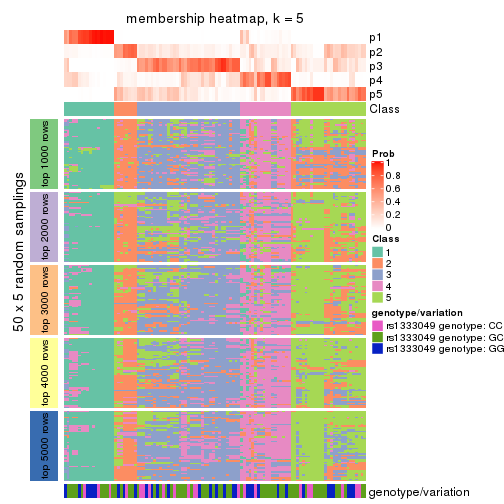 membership heatmap, k = 5
p1
p2
p3
p4
p5
Class
50 x 5 random samplings
top 1000 rows
top 2000 rows
top 3000 rows
top 4000 rows
top 5000 rows
Prob
1
0.8
0.6
0.4
0.2
0
Class
1
2
3
4
5
genotype/variation
rs1333049 genotype: CC
rs1333049 genotype: GC
rs1333049 genotype: GG
genotype/variation